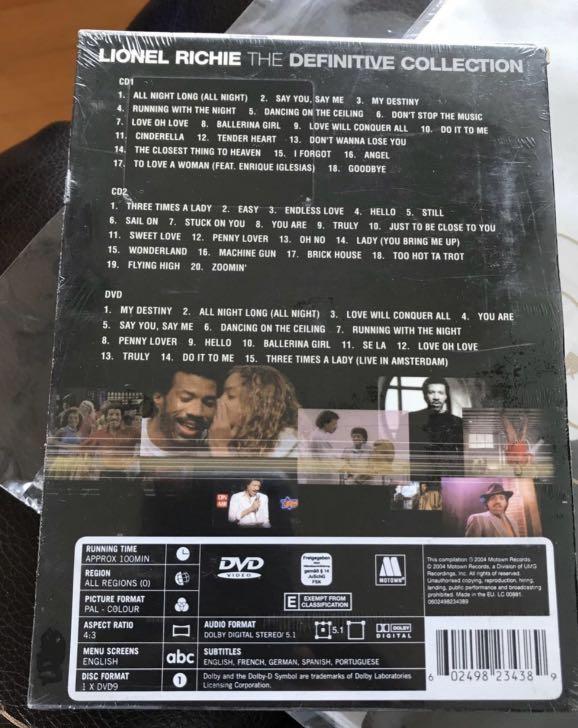 LIONEL RICHIE THE DEFINITIVE COLLECTION
CD1
1. ALL NIGHT LONG (ALL NIGHT) 2. SAY YOU, SAY ME 3. MY DESTINY
4. RUNNING WITH THE NIGHT 5. DANCING ON THE CEILING 6. DON'T STOP THE MUSIC
7. LOVE OH LOVE 8. BALLERINA GIRL 9. LOVE WILL CONQUER ALL 10. DO IT TO ME
11. CINDERELLA 12. TENDER HEART 13. DON'T WANNA LOSE YOU
14. THE CLOSEST THING TO HEAVEN 15. I FORGOT 16. ANGEL
17. TO LOVE A WOMAN (FEAT. ENRIQUE IGLESIAS) 18. GOODBYE
CD2
1. THREE TIMES A LADY 2. EASY 3. ENDLESS LOVE 4. HELLO 5. STILL
6. SAIL ON 7. STUCK ON YOU 8. YOU ARE 9. TRULY 10. JUST TO BE CLOSE TO YOU
11. SWEET LOVE 12. PENNY LOVER 13. OH NO 14. LADY (YOU BRING ME UP)
15. WONDERLAND 16. MACHINE GUN 17. BRICK HOUSE 18. TOO HOT TA TROT
19. FLYING HIGH 20. ZOOMIN'
DVD
1. MY DESTINY 2. ALL NIGHT LONG (ALL NIGHT) 3. LOVE WILL CONQUER ALL 4. YOU ARE
5. SAY YOU, SAY ME 6. DANCING ON THE CEILING 7. RUNNING WITH THE NIGHT
8. PENNY LOVER 9. HELLO 10. BALLERINA GIRL 11. SE LA 12. LOVE OH LOVE
13. TRULY 14. DO IT TO ME 15. THREE TIMES A LADY (LIVE IN AMSTERDAM)
RUNNING TIME
APPROX 100MIN
REGION
ALL REGIONS (0)
PICTURE FORMAT
PAL - COLOUR
ASPECT RATIO
4:3
MENU SCREENS
ENGLISH
DISC FORMAT
1 X DVD9
abc
1
DVD
VIDEO
Freigegeben
gemäß § 14
JuSchG
FSK
MOTOWN
E EXEMPT FROM
CLASSIFICATION
AUDIO FORMAT
DOLBY DIGITAL STEREO/ 5.1
5.1
DOLBY
DIGITAL
SUBTITLES
ENGLISH, FRENCH, GERMAN, SPANISH, PORTUGUESE
Dolby and the Dolby-D Symbol are trademarks of Dolby Laboratories
Licensing Corporation.
This compilation ℗ 2004 Motown Records
© 2004 Motown Records, a Division of UMG
Recordings, Inc. All rights of reserved.
Unauthorised copying, reproduction, hiring,
lending, public performance and broadcasting
prohibited. Made in the EU. LC 00881.
0602498234389
6 02498 23438 9